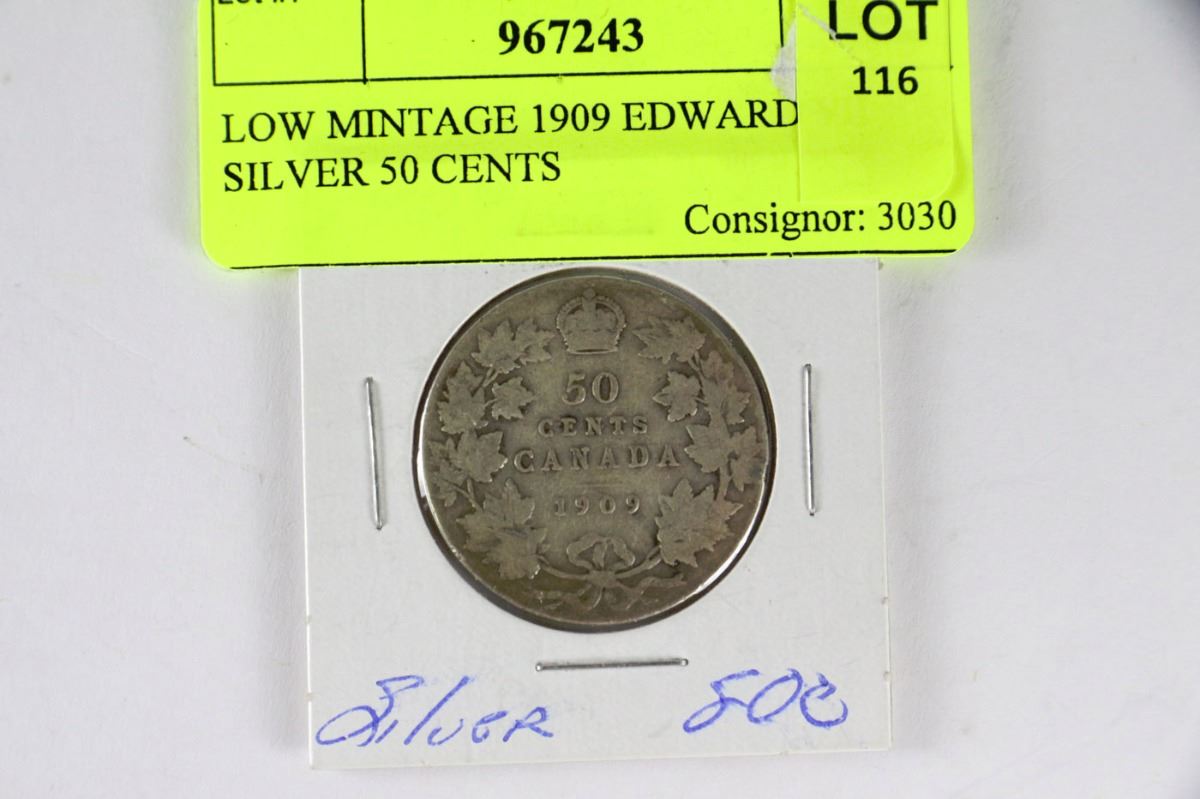 967243
LOT
116
LOW MINTAGE 1909 EDWARD
SILVER 50 CENTS
Consignor: 3030
50
CENTS
CANADA
1909
Silver 50¢